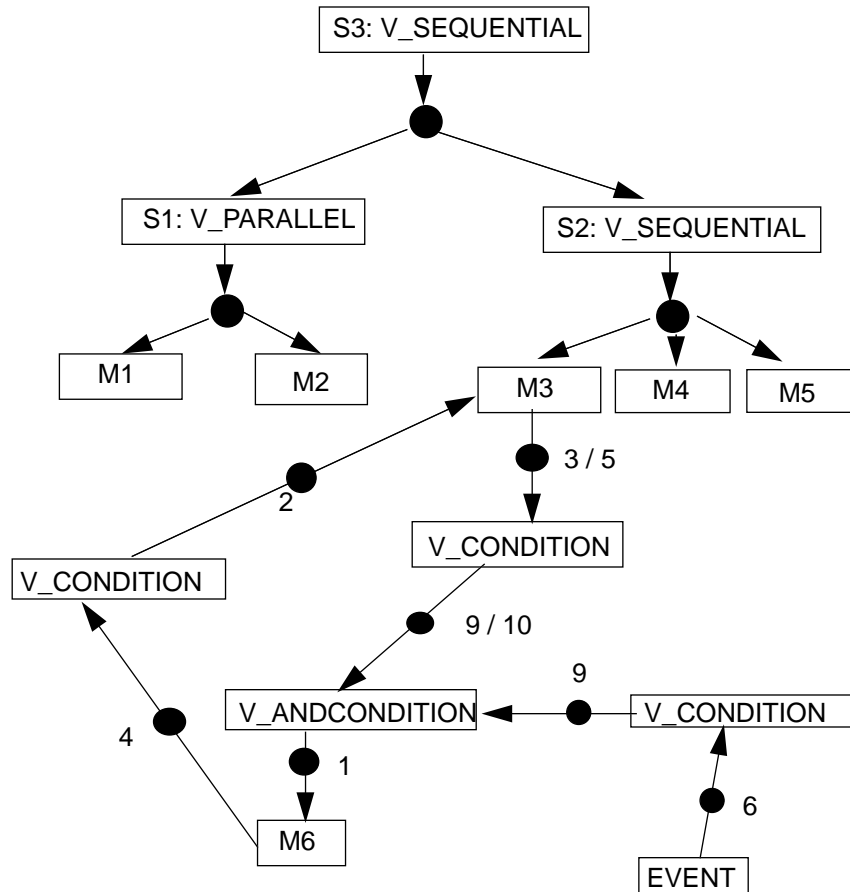 S3: V_SEQUENTIAL
S1: V_PARALLEL
S2: V_SEQUENTIAL
M1
M2
M3
M4
M5
3 / 5
2
V_CONDITION
V_CONDITION
9 / 10
9
V_ANDCONDITION
V_CONDITION
4
1
6
M6
EVENT